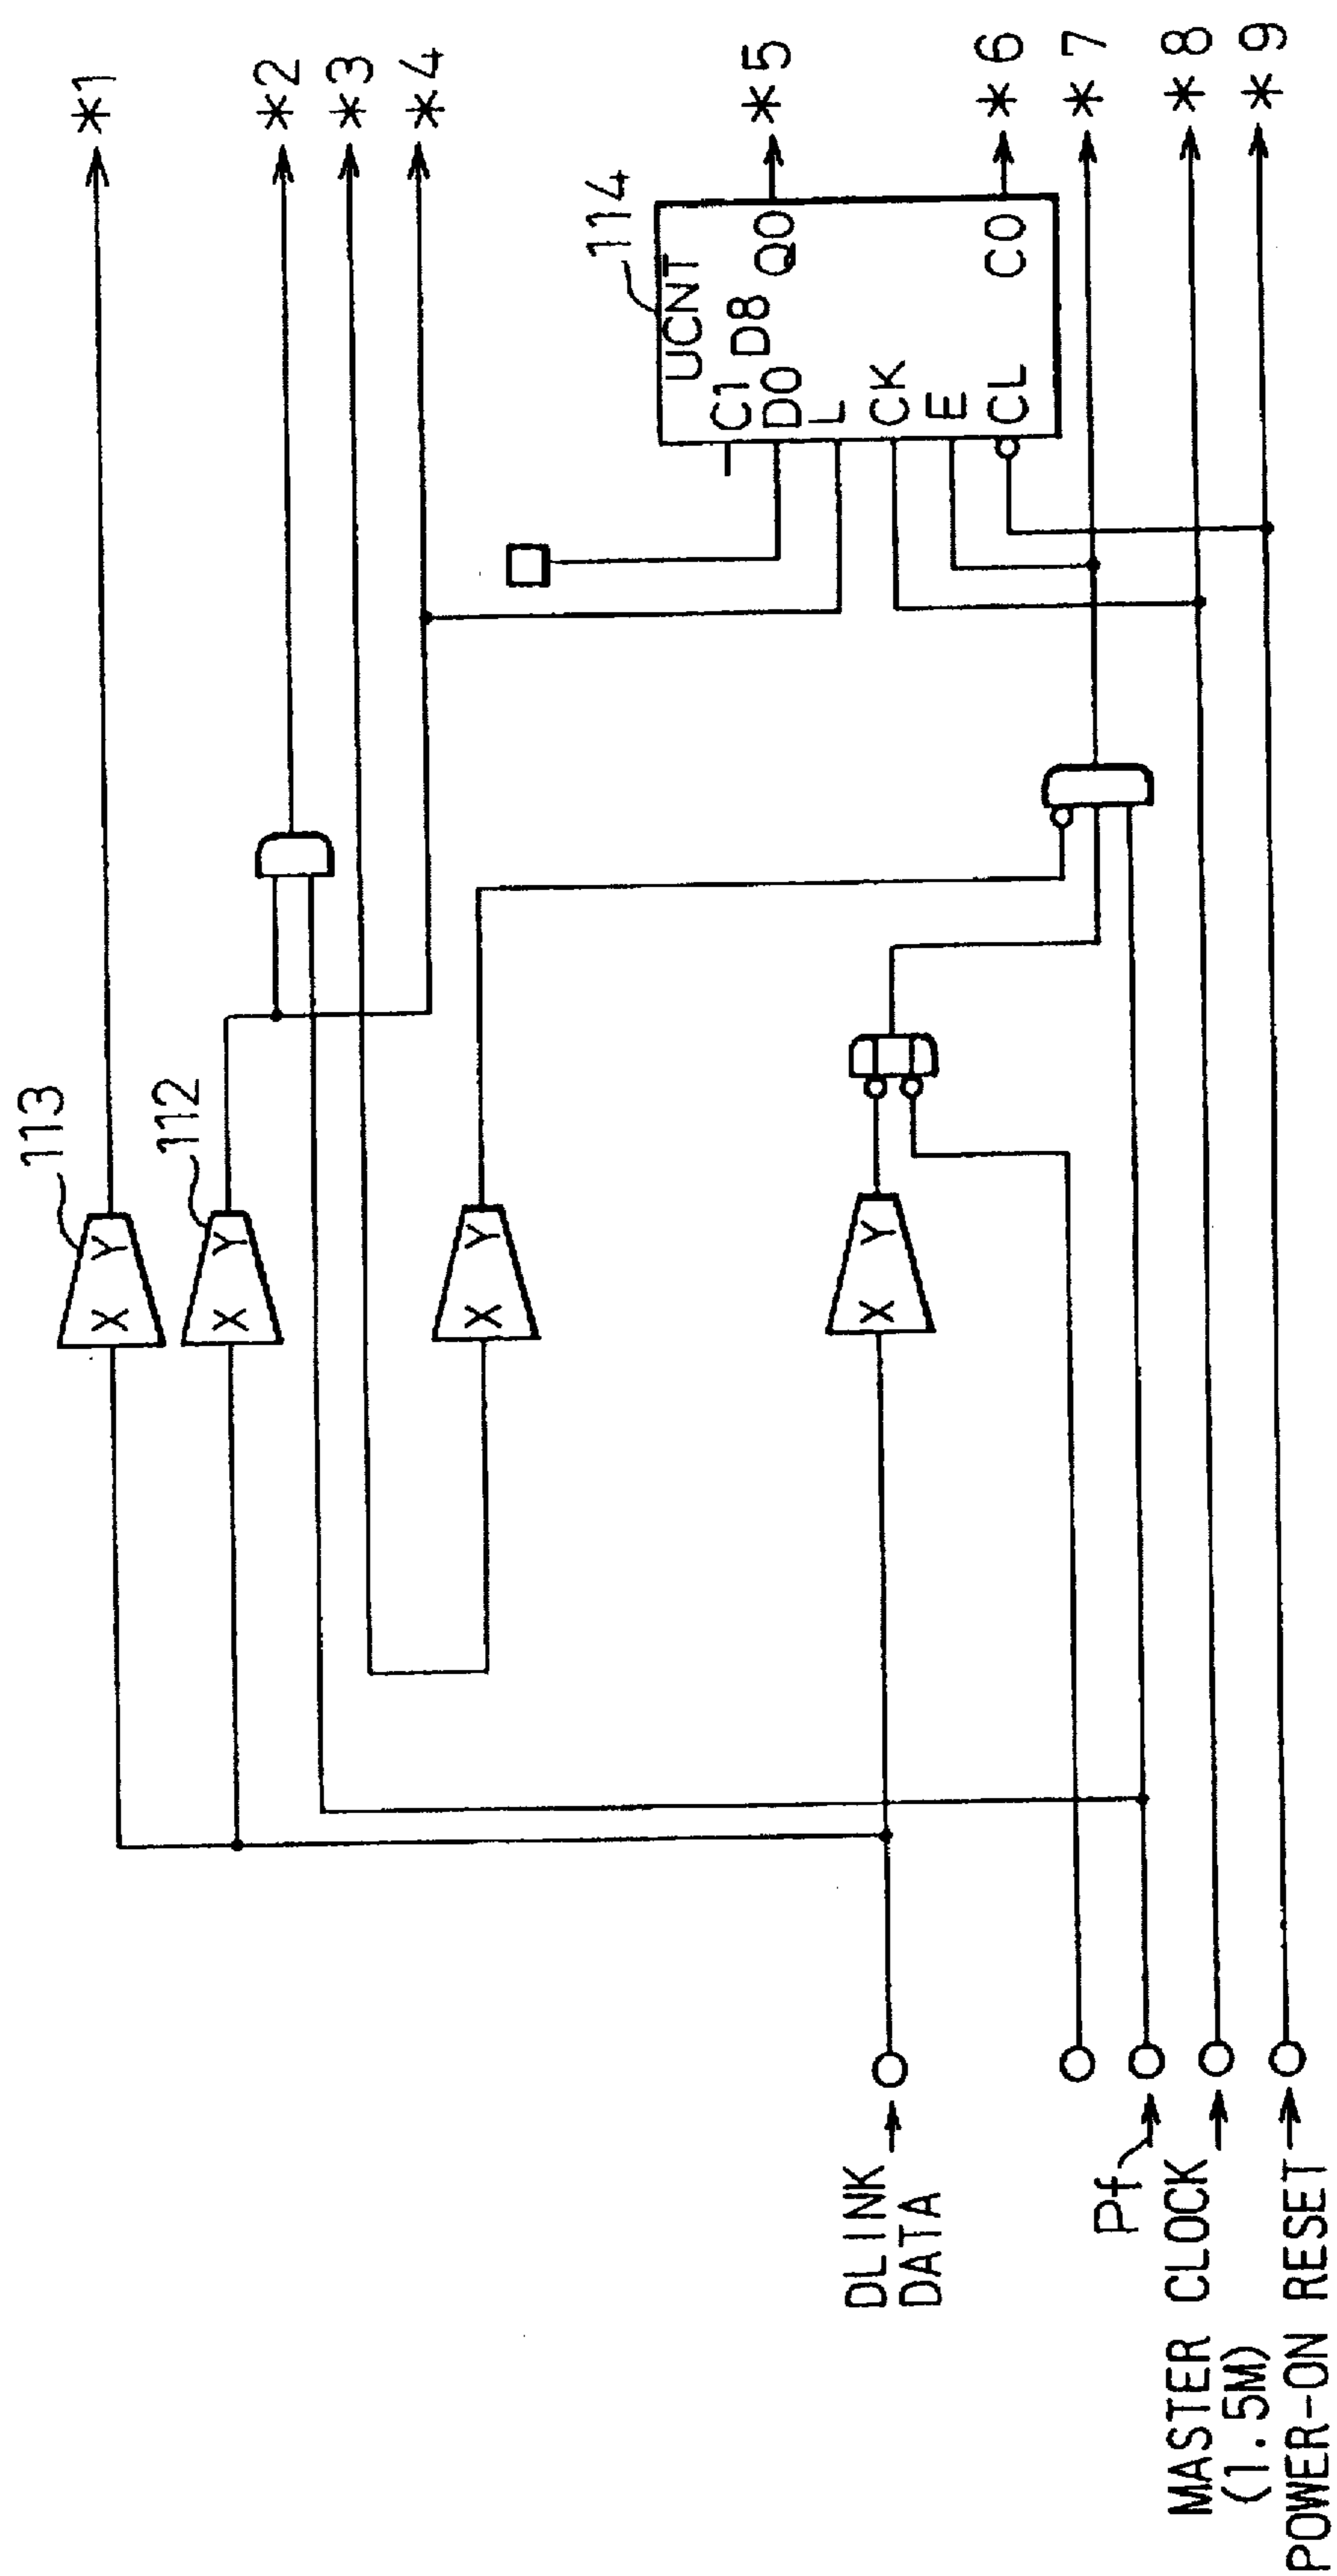 *1
*2
*3
*4
*5
*6
*7
*8
*9
113
X Y
112
X Y
X Y
X Y
114
UCNT
C1
D0 D8 Q0
L
CK
E
CL CO
DLINK
DATA
Pf
MASTER CLOCK
(1.5M)
POWER-ON RESET